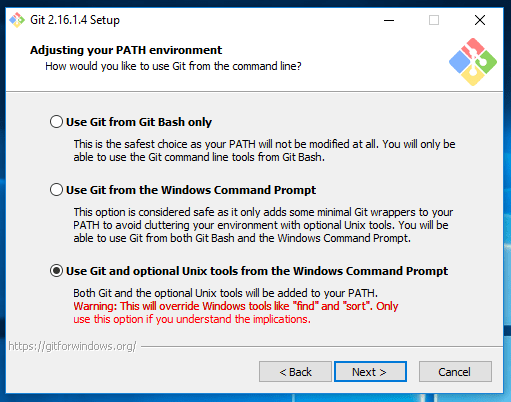 Git 2.16.1.4 Setup
Adjusting your PATH environment
How would you like to use Git from the command line?
Use Git from Git Bash only
This is the safest choice as your PATH will not be modified at all. You will only be
able to use the Git command line tools from Git Bash.
Use Git from the Windows Command Prompt
This option is considered safe as it only adds some minimal Git wrappers to your
PATH to avoid cluttering your environment with optional Unix tools. You will be
able to use Git from both Git Bash and the Windows Command Prompt.
Use Git and optional Unix tools from the Windows Command Prompt
Both Git and the optional Unix tools will be added to your PATH.
Warning: This will override Windows tools like "find" and "sort". Only
use this option if you understand the implications.
https://gitforwindows.org/
< Back Next > Cancel